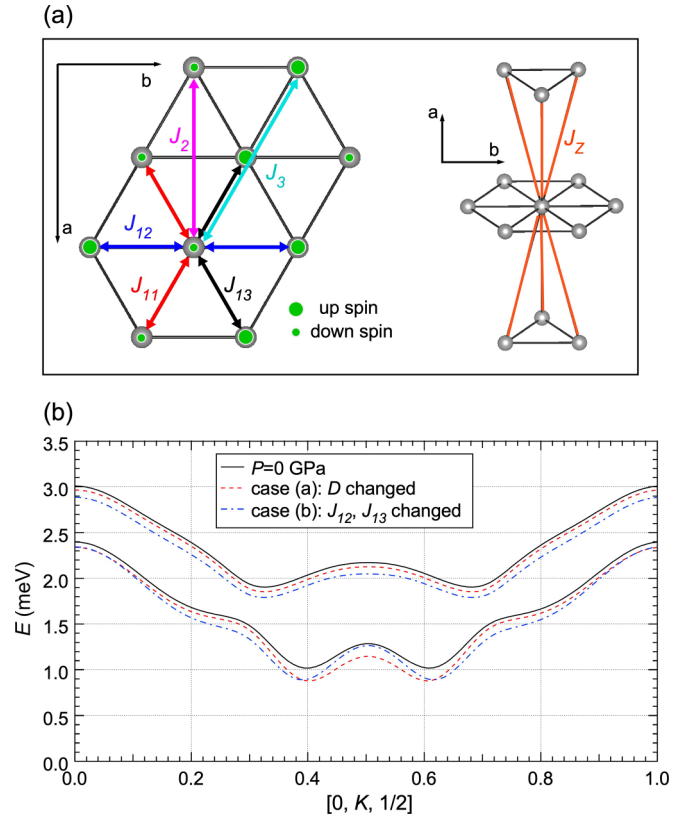 (a)
b
a
J2
J3
J12
J11
J13
up spin
down spin
a
b
JZ
(b)
P=0 GPa
case (a): D changed
case (b): J12, J13 changed
E (meV)
3.5
3.0
2.5
2.0
1.5
1.0
0.5
0.0
0.0 0.2 0.4 0.6 0.8 1.0
[0, K, 1/2]